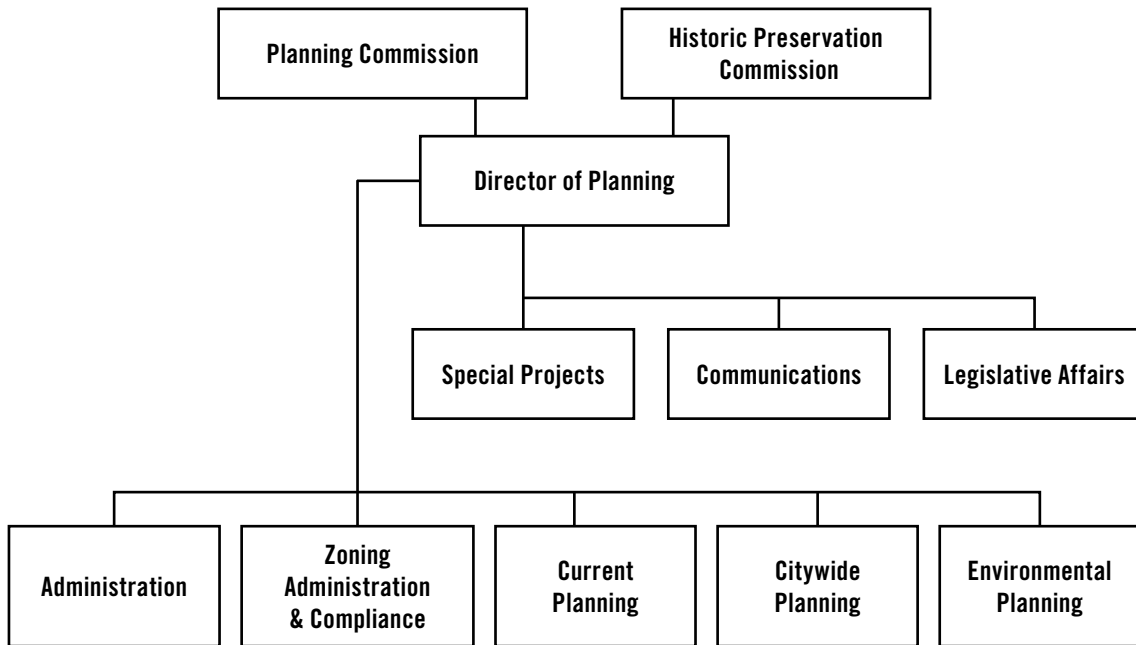 Planning Commission
Historic Preservation
Commission
Director of Planning
Special Projects
Communications
Legislative Affairs
Administration
Zoning
Administration
& Compliance
Current
Planning
Citywide
Planning
Environmental
Planning